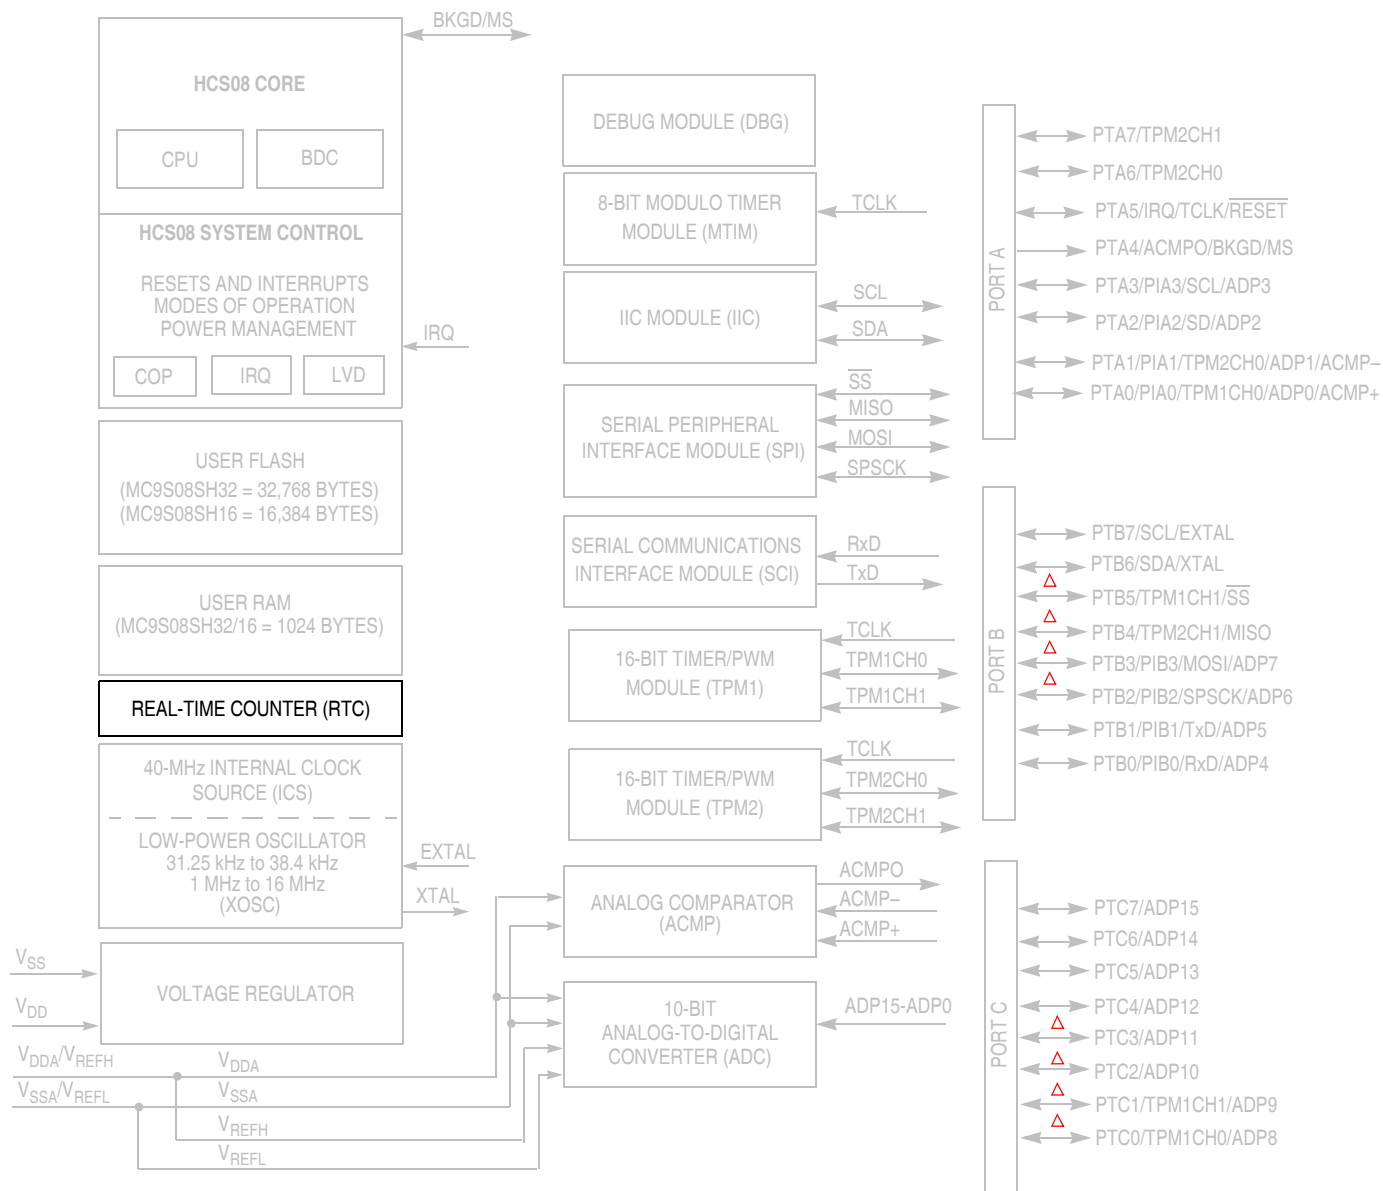 BKGD/MS
HCS08 CORE
CPU
BDC
HCS08 SYSTEM CONTROL
RESETS AND INTERRUPTS
MODES OF OPERATION
POWER MANAGEMENT
COP
IRQ
LVD
IRQ
USER FLASH
(MC9S08SH32 = 32,768 BYTES)
(MC9S08SH16 = 16,384 BYTES)
USER RAM
(MC9S08SH32/16 = 1024 BYTES)
REAL-TIME COUNTER (RTC)
40-MHz INTERNAL CLOCK
SOURCE (ICS)
LOW-POWER OSCILLATOR
31.25 kHz to 38.4 kHz
1 MHz to 16 MHz
(XOSC)
EXTAL
XTAL
VSS
VDD
VOLTAGE REGULATOR
VDDA/VREFH
VSSA/VREFL
VDDA
VSSA
VREFH
VREFL
DEBUG MODULE (DBG)
8-BIT MODULO TIMER
MODULE (MTIM)
TCLK
IIC MODULE (IIC)
SCL
SDA
SERIAL PERIPHERAL
INTERFACE MODULE (SPI)
SS
MISO
MOSI
SPSCK
SERIAL COMMUNICATIONS
INTERFACE MODULE (SCI)
RxD
TxD
16-BIT TIMER/PWM
MODULE (TPM1)
TCLK
TPM1CH0
TPM1CH1
16-BIT TIMER/PWM
MODULE (TPM2)
TCLK
TPM2CH0
TPM2CH1
ANALOG COMPARATOR
(ACMP)
ACMPO
ACMP–
ACMP+
10-BIT
ANALOG-TO-DIGITAL
CONVERTER (ADC)
ADP15-ADP0
PORT A
PTA7/TPM2CH1
PTA6/TPM2CH0
PTA5/IRQ/TCLK/RESET
PTA4/ACMPO/BKGD/MS
PTA3/PIA3/SCL/ADP3
PTA2/PIA2/SD/ADP2
PTA1/PIA1/TPM2CH0/ADP1/ACMP–
PTA0/PIA0/TPM1CH0/ADP0/ACMP+
PORT B
PTB7/SCL/EXTAL
PTB6/SDA/XTAL
PTB5/TPM1CH1/SS
PTB4/TPM2CH1/MISO
PTB3/PIB3/MOSI/ADP7
PTB2/PIB2/SPSCK/ADP6
PTB1/PIB1/TxD/ADP5
PTB0/PIB0/RxD/ADP4
PORT C
PTC7/ADP15
PTC6/ADP14
PTC5/ADP13
PTC4/ADP12
PTC3/ADP11
PTC2/ADP10
PTC1/TPM1CH1/ADP9
PTC0/TPM1CH0/ADP8